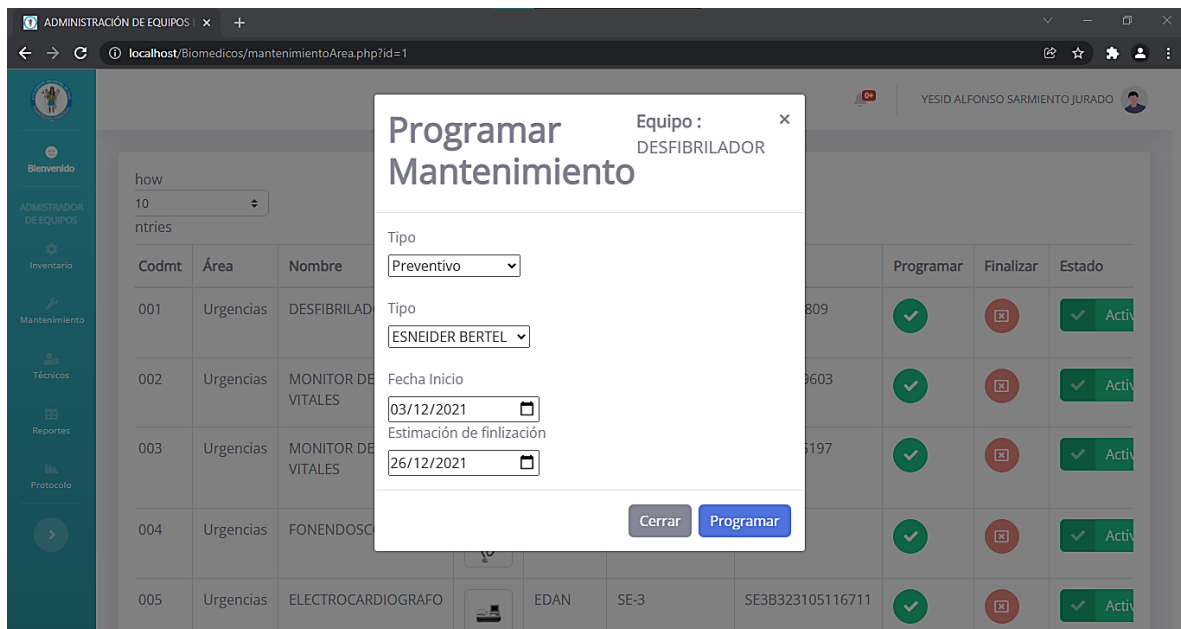 ADMINISTRACIÓN DE EQUIPOS
localhost/Biomedicos/mantenimientoArea.php?id=1
0+
YESID ALFONSO SARMIENTO JURADO
Bienvenido
ADMISTRADOR
DE EQUIPOS
Inventario
Mantenimiento
Técnicos
Reportes
Protocolo
how
10
ntries
Programar
Mantenimiento
Equipo :
DESFIBRILADOR
×
Tipo
Preventivo
Tipo
ESNEIDER BERTEL
Fecha Inicio
03/12/2021
Estimación de finlización
26/12/2021
Cerrar
Programar
Codmt Área Nombre Programar Finalizar Estado
001 Urgencias DESFIBRILAD 809 Activ
002 Urgencias MONITOR DE 9603 Activ
VITALES
003 Urgencias MONITOR DE 5197 Activ
VITALES
004 Urgencias FONENDOSC Activ
005 Urgencias ELECTROCARDIOGRAFO EDAN SE-3 SE3B323105116711 Activ